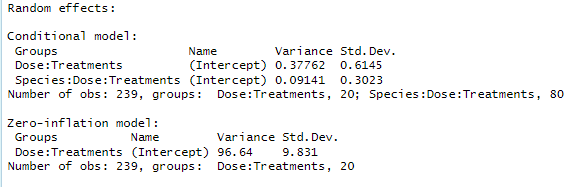 Random effects:
Conditional model:
Groups Name Variance Std.Dev.
Dose:Treatments (Intercept) 0.37762 0.6145
Species:Dose:Treatments (Intercept) 0.09141 0.3023
Number of obs: 239, groups: Dose:Treatments, 20; Species:Dose:Treatments, 80
Zero-inflation model:
Groups Name Variance Std.Dev.
Dose:Treatments (Intercept) 96.64 9.831
Number of obs: 239, groups: Dose:Treatments, 20